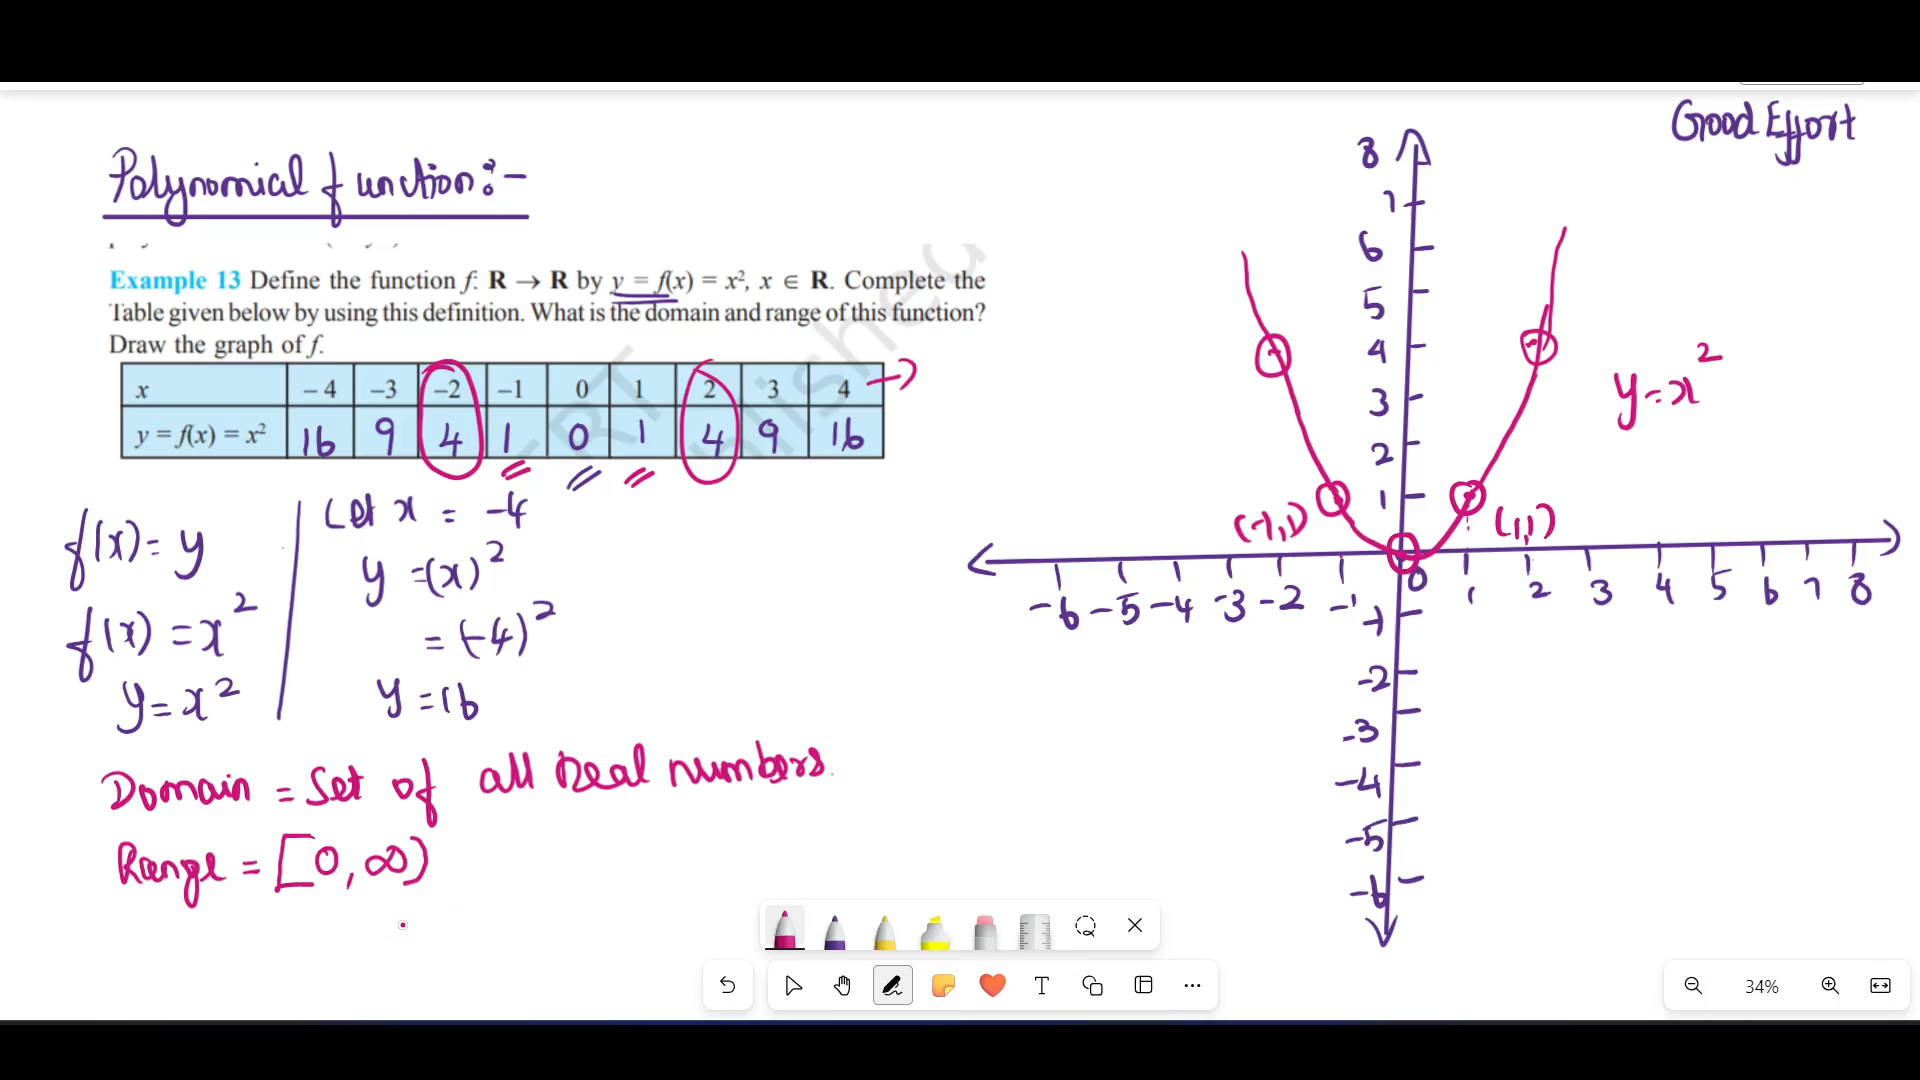 Good Effort
Polynomial function:-
Example 13 Define the function f: R → R by y = f(x) = x², x ∈ R. Complete the
Table given below by using this definition. What is the domain and range of this function?
Draw the graph of f.
x – 4 –3 –2 –1 0 1 2 3 4
y = f(x) = x² 16 9 4 1 0 1 4 9 16
f(x) = y
f(x) = x²
y = x²
Let x = -4
y = (x)²
= (-4)²
y = 16
Domain = Set of all real numbers.
Range = [0, ∞)
8
7
6
5
4
3
2
1
y = x²
(-1,1)
(1,1)
-6 -5 -4 -3 -2 -1 0 1 2 3 4 5 6 7 8
-1
-2
-3
-4
-5
-6
T
34%